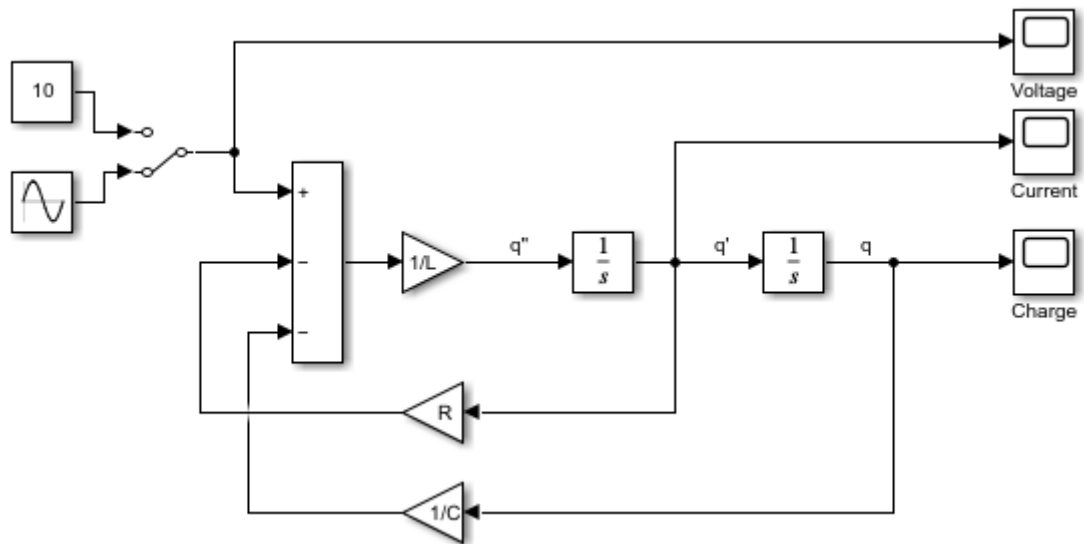 Voltage
10
Current
+
−
1/L
q"
1
s
q'
1
s
q
−
Charge
R
1/C